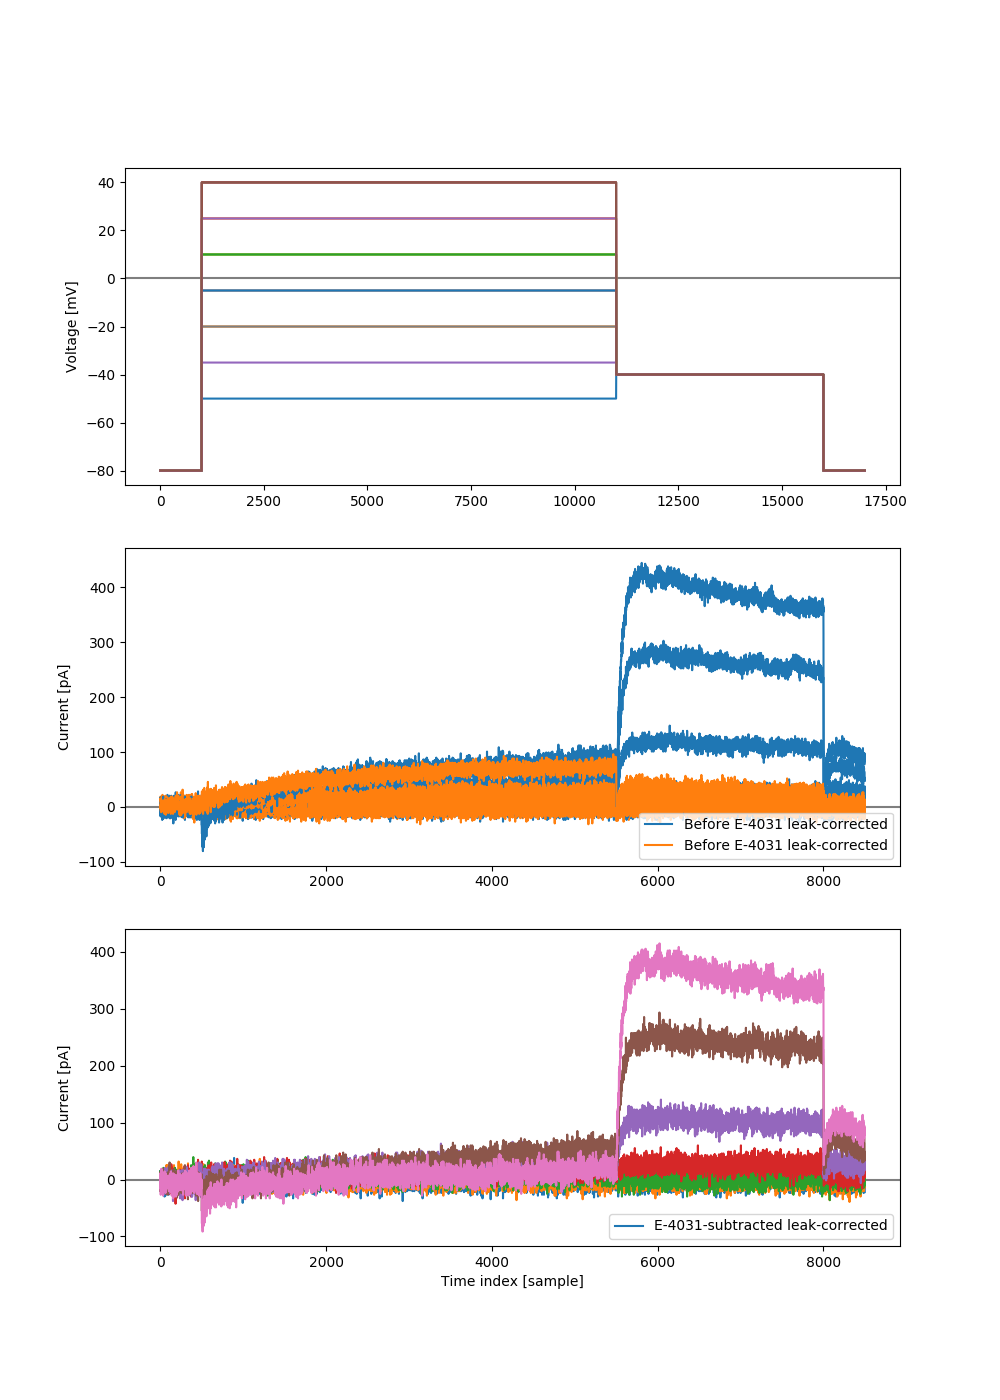 40
20
0
−20
−40
−60
−80
Voltage [mV]
0 2500 5000 7500 10000 12500 15000 17500
400
300
200
100
0
−100
Current [pA]
Before E-4031 leak-corrected
Before E-4031 leak-corrected
0 2000 4000 6000 8000
400
300
200
100
0
−100
Current [pA]
E-4031-subtracted leak-corrected
0 2000 4000 6000 8000
Time index [sample]